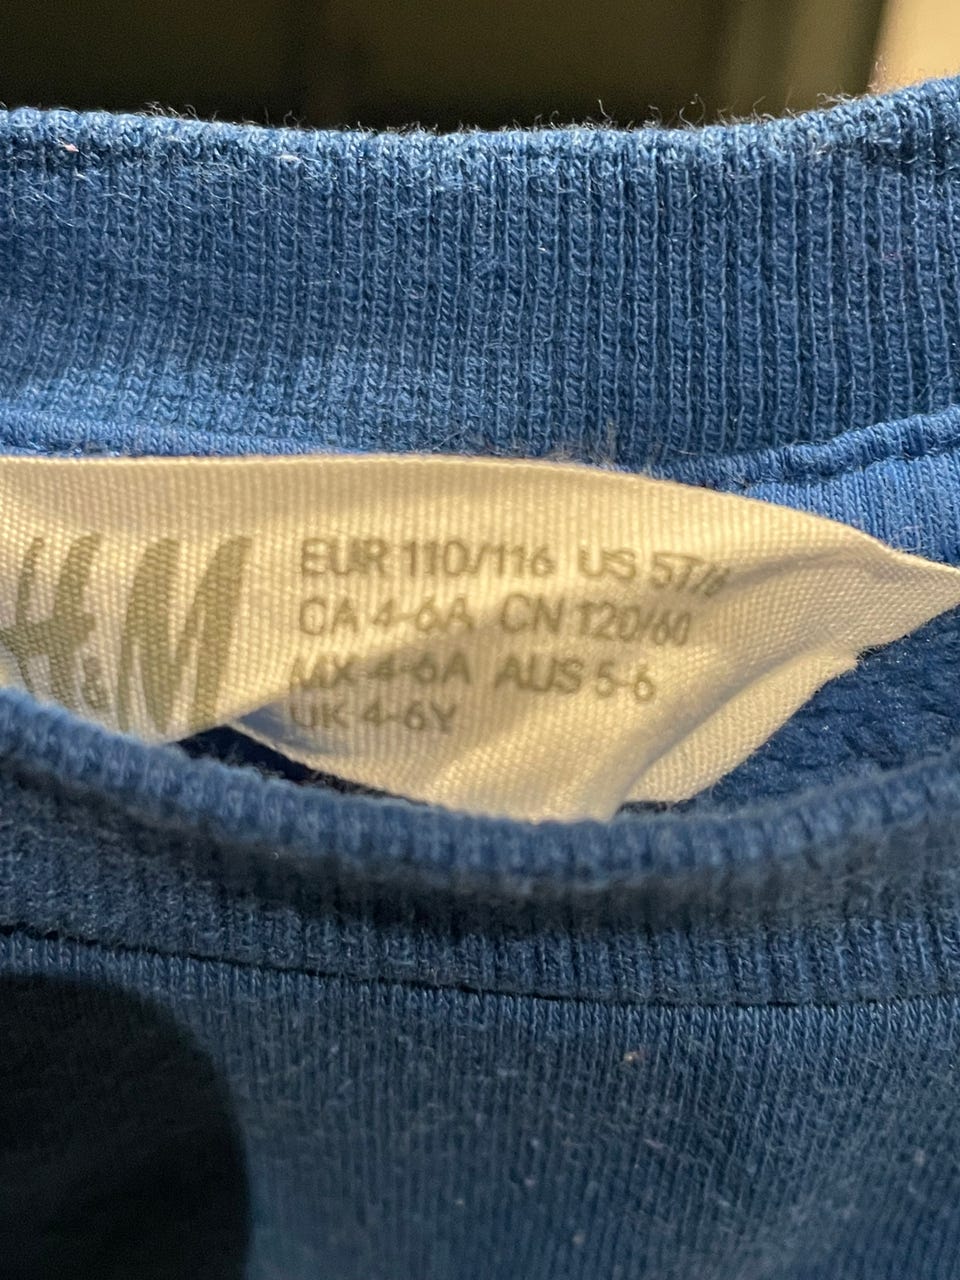 H&M
EUR 110/116 US 5T/6
CA 4-6A CN 120/60
MX 4-6A AUS 5-6
UK 4-6Y